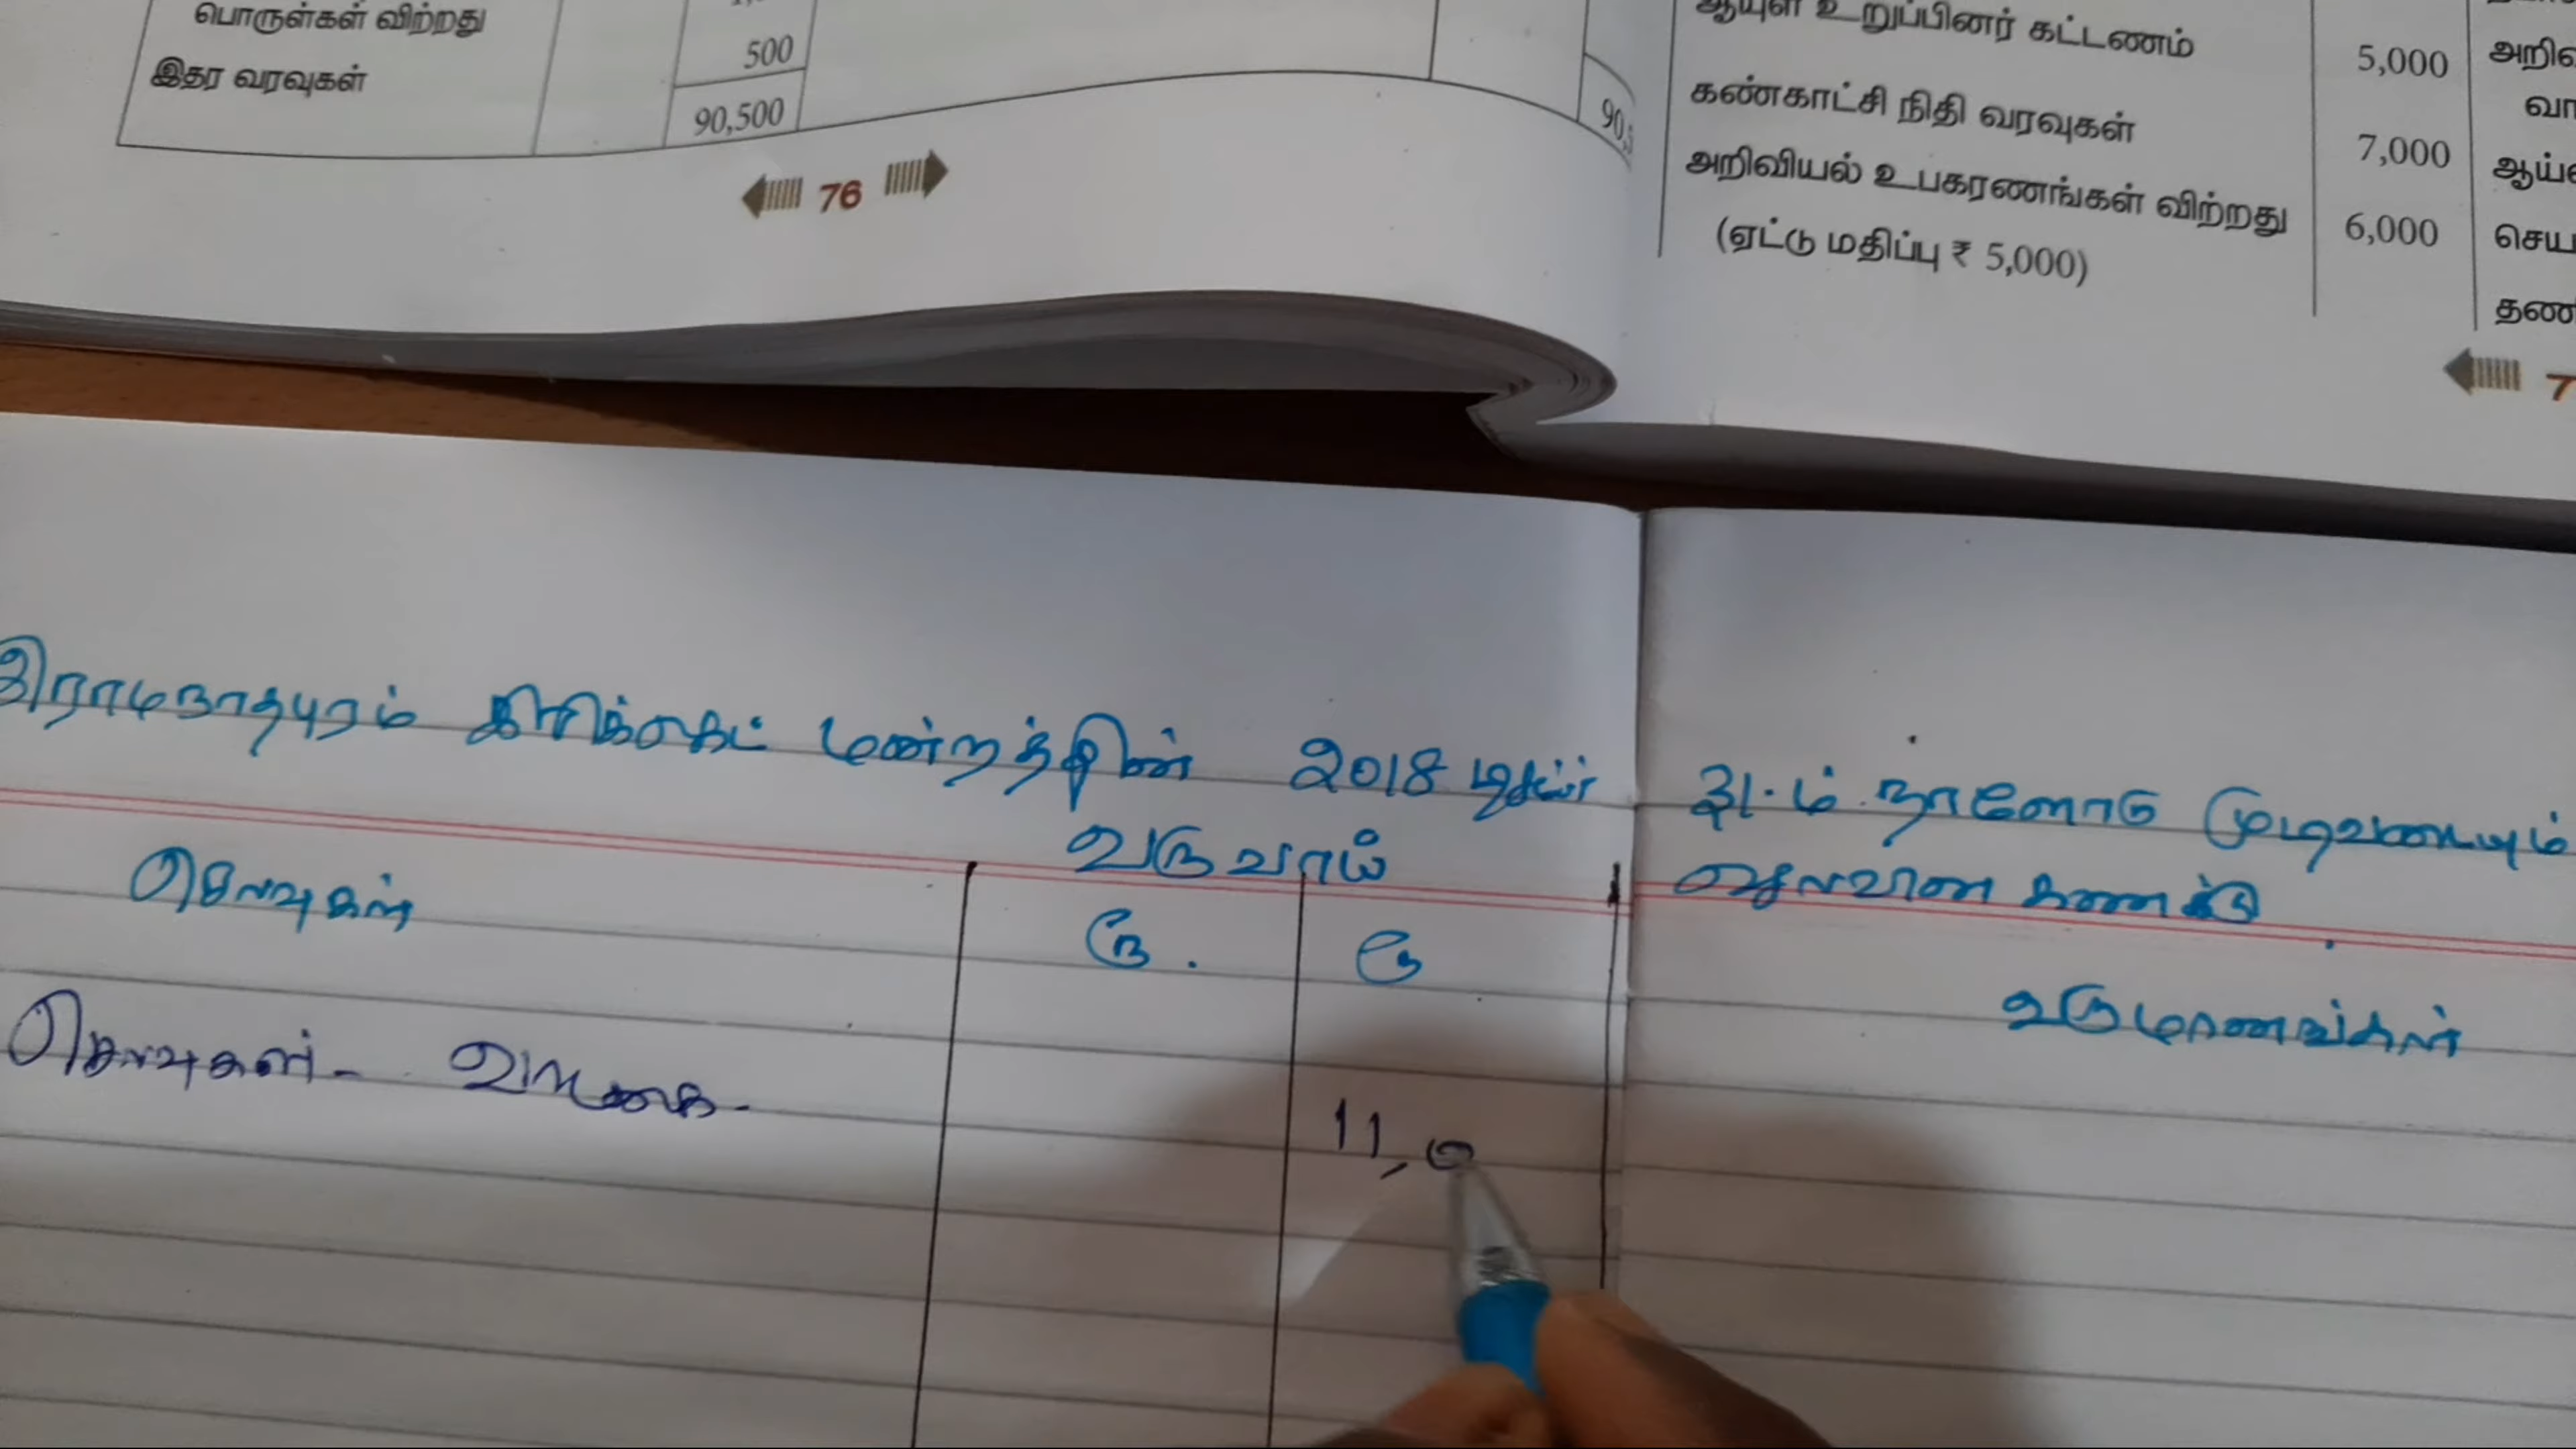 பொருள்கள் விற்றது
500
இதர வரவுகள்
90,500
76
ஆயுள் உறுப்பினர் கட்டணம் 5,000
கண்காட்சி நிதி வரவுகள் 7,000
அறிவியல் உபகரணங்கள் விற்றது 6,000
(ஏட்டு மதிப்பு ₹ 5,000)
இராமநாதபுரம் கிரிக்கெட் மன்றத்தின் 2018 டிசம்பர் 31-ம் நாளோடு முடிவடையும்
வருவாய் செலவின கணக்கு
செலவுகள் ரூ. ரூ வருமானங்கள்
செலவுகள் - வாடகை 11,0